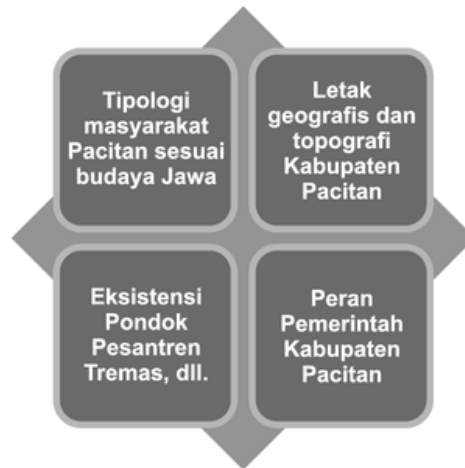 Tipologi
masyarakat
Pacitan sesuai
budaya Jawa
Letak
geografis dan
topografi
Kabupaten
Pacitan
Eksistensi
Pondok
Pesantren
Tremas, dll.
Peran
Pemerintah
Kabupaten
Pacitan